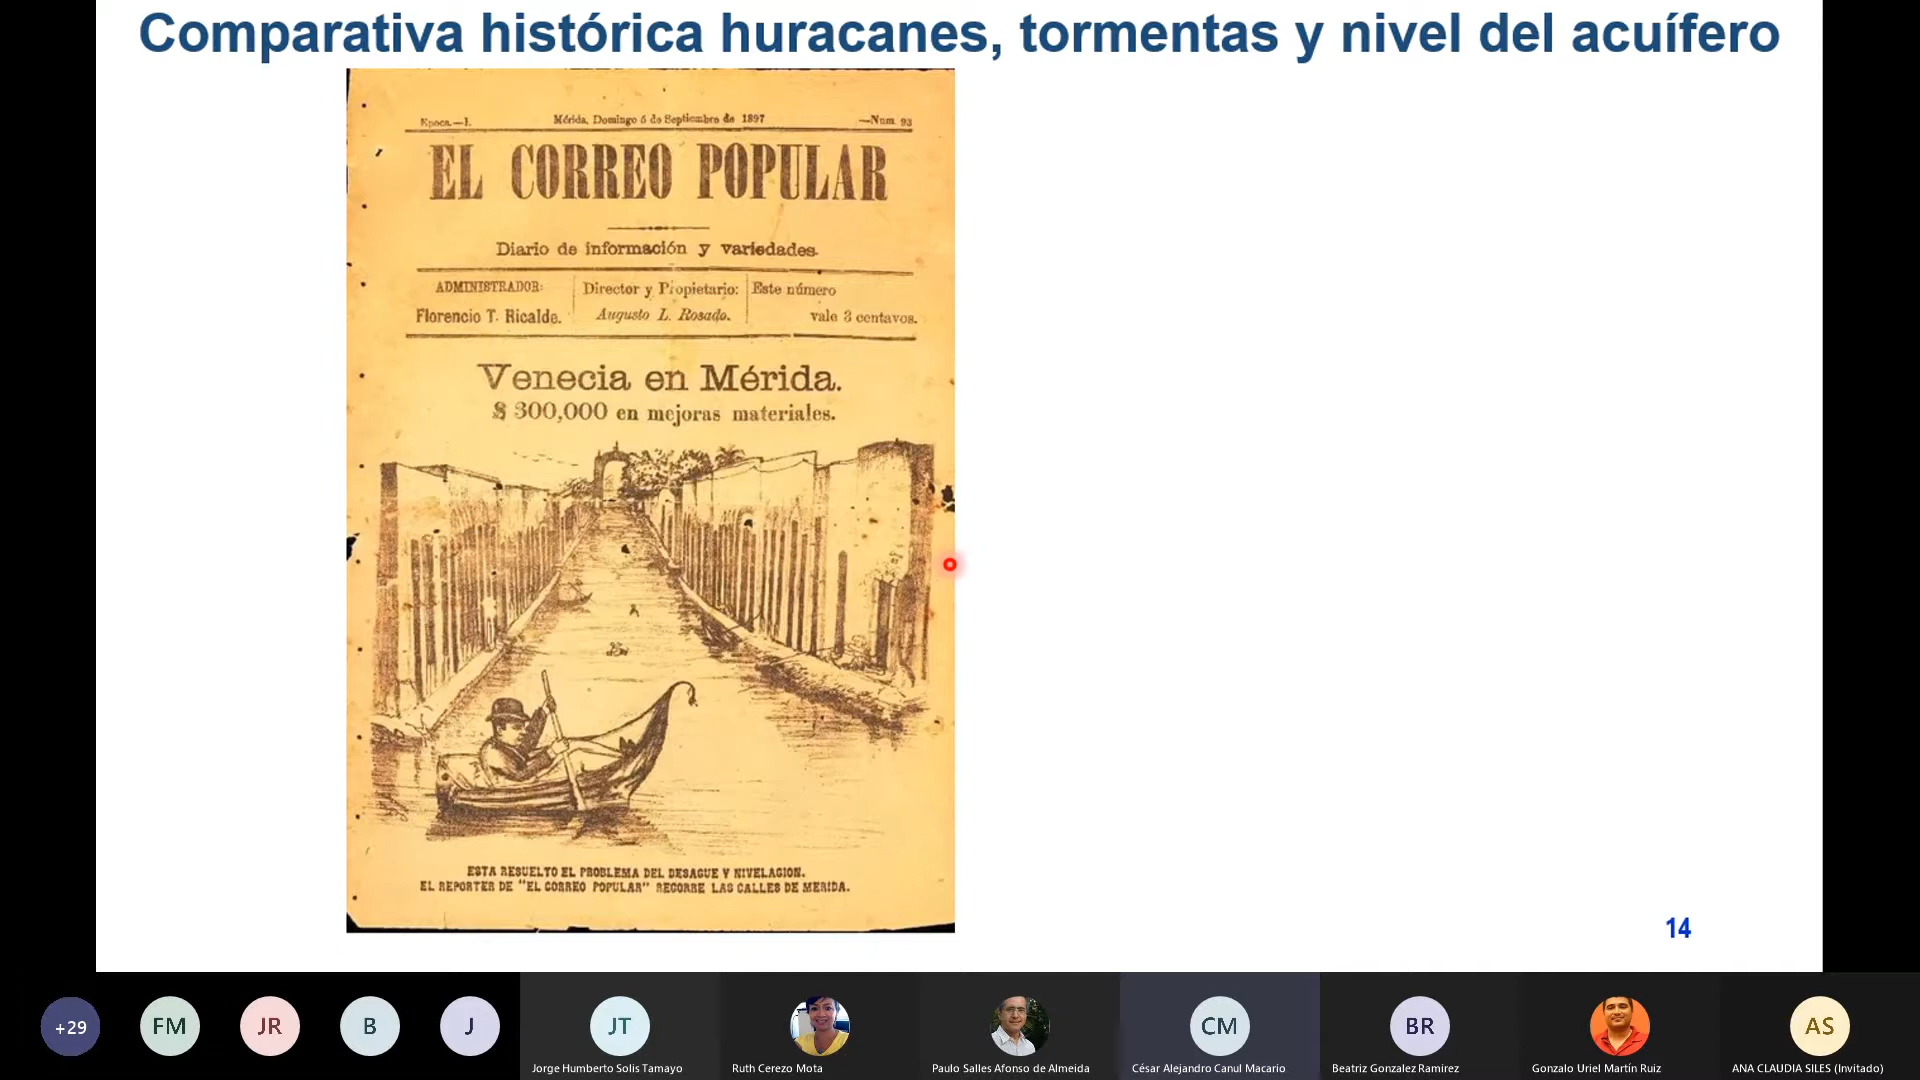 Comparativa histórica huracanes, tormentas y nivel del acuífero
Epoca.—I.
Mérida, Domingo 5 de Septiembre de 1897
—Num 93
EL CORREO POPULAR
Diario de información y variedades.
ADMINISTRADOR:
Florencio T. Ricalde.
Director y Propietario:
Augusto L. Rosado.
Este número
vale 3 centavos.
Venecia en Mérida.
$ 300,000 en mejoras materiales.
ESTA RESUELTO EL PROBLEMA DEL DESAGUE Y NIVELACION.
EL REPORTER DE "EL CORREO POPULAR" RECORRE LAS CALLES DE MERIDA.
14
+29
FM
JR
B
J
JT
CM
BR
AS
Jorge Humberto Solis Tamayo
Ruth Cerezo Mota
Paulo Salles Afonso de Almeida
César Alejandro Canul Macario
Beatriz Gonzalez Ramirez
Gonzalo Uriel Martín Ruiz
ANA CLAUDIA SILES (Invitado)